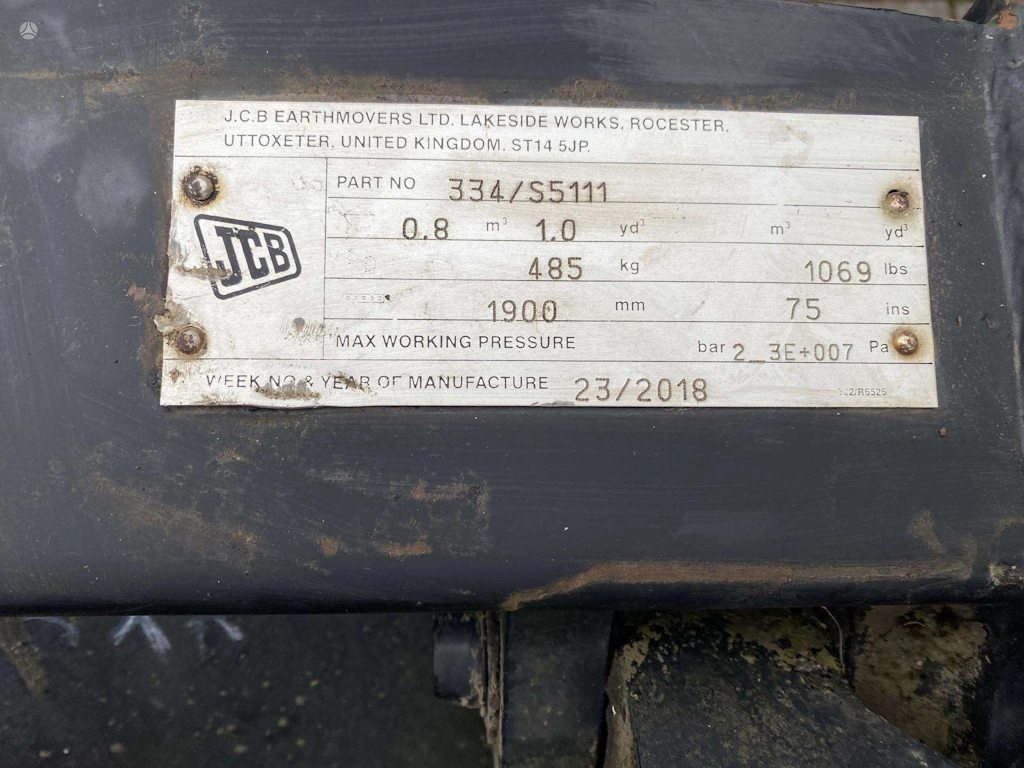 J.C.B EARTHMOVERS LTD. LAKESIDE WORKS, ROCESTER,
UTTOXETER, UNITED KINGDOM. ST14 5JP.
JCB
PART NO 334/S5111
0.8 m³ 1.0 yd³ m³ yd³
485 kg 1069 lbs
1900 mm 75 ins
MAX WORKING PRESSURE bar 2_3E+007 Pa
WEEK NO & YEAR OF MANUFACTURE 23/2018